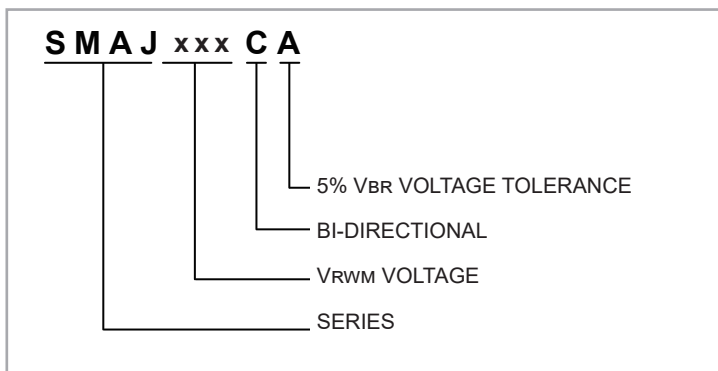 SMAJ xxx C A
5% VBR VOLTAGE TOLERANCE
BI-DIRECTIONAL
VRWM VOLTAGE
SERIES